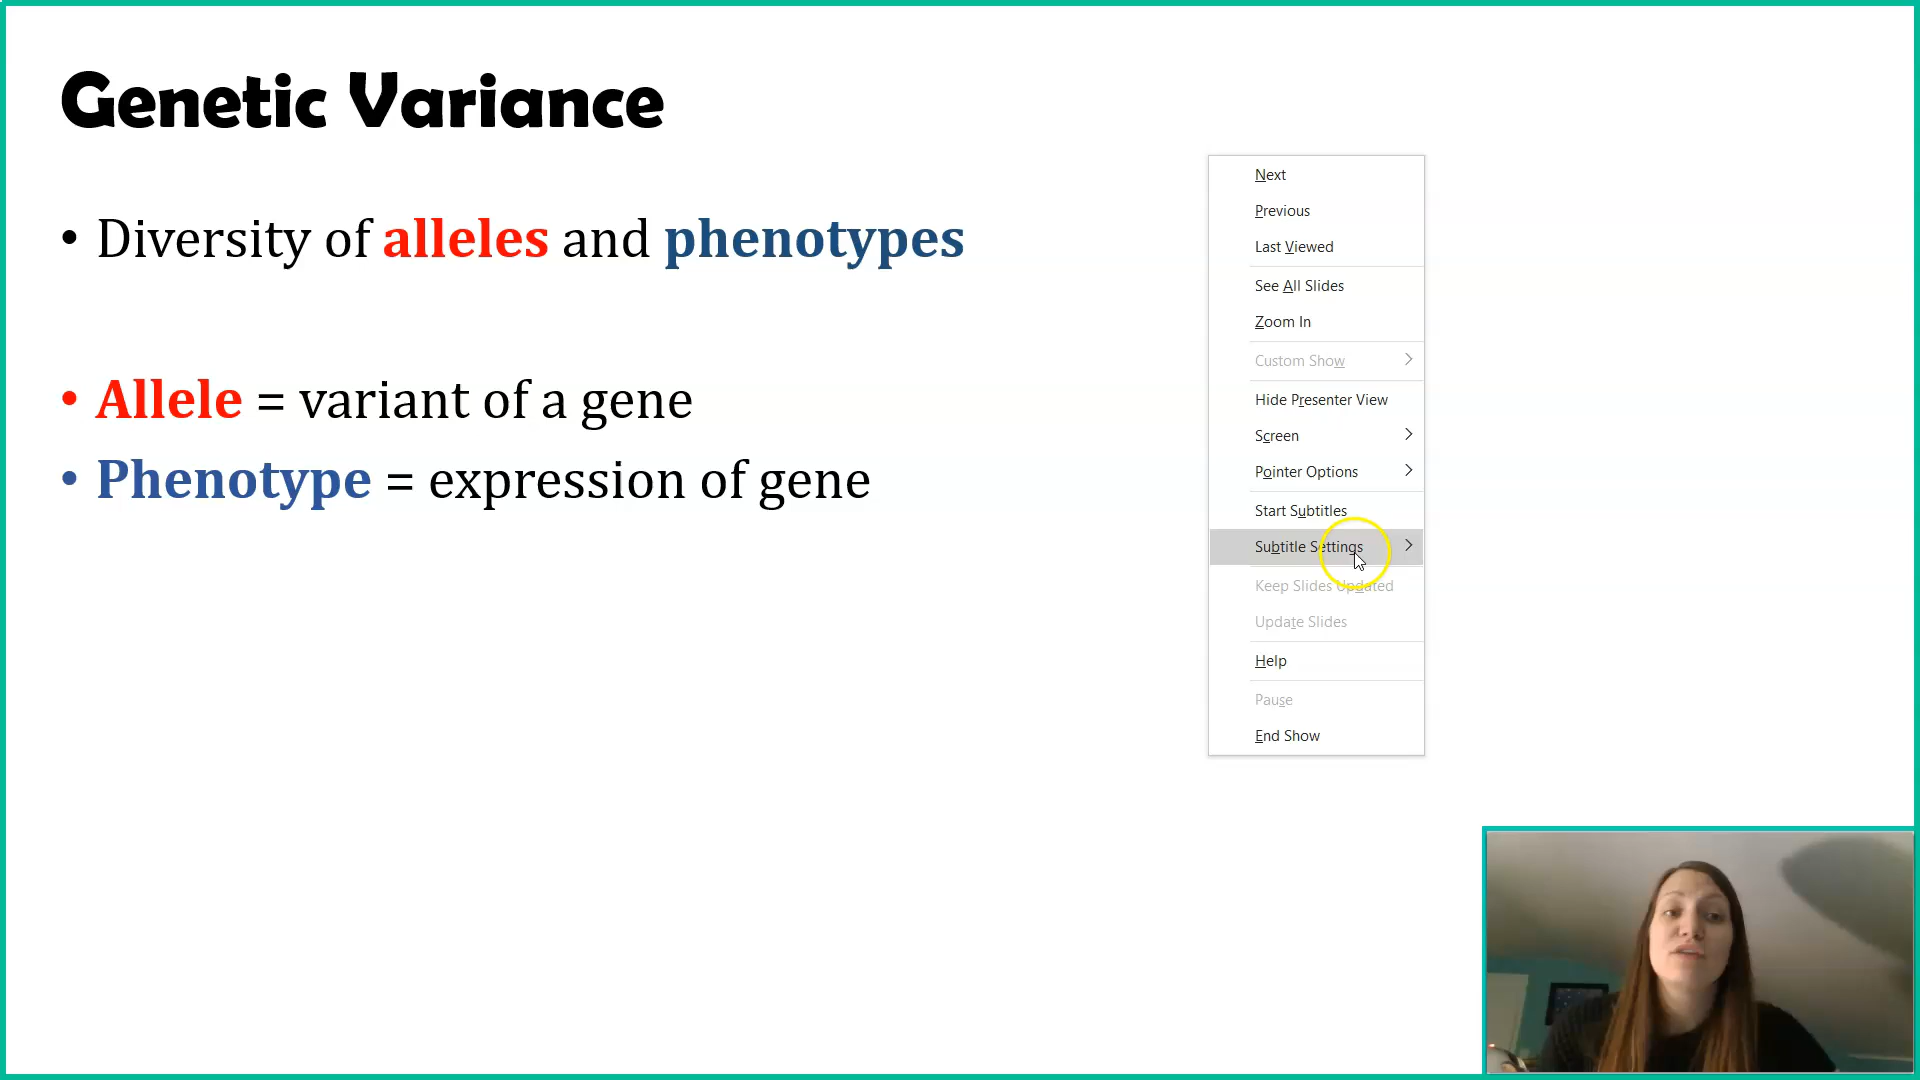 Genetic Variance
• Diversity of alleles and phenotypes
• Allele = variant of a gene
• Phenotype = expression of gene
Next
Previous
Last Viewed
See All Slides
Zoom In
Custom Show
Hide Presenter View
Screen
Pointer Options
Start Subtitles
Subtitle Settings
Keep Slides Updated
Update Slides
Help
Pause
End Show